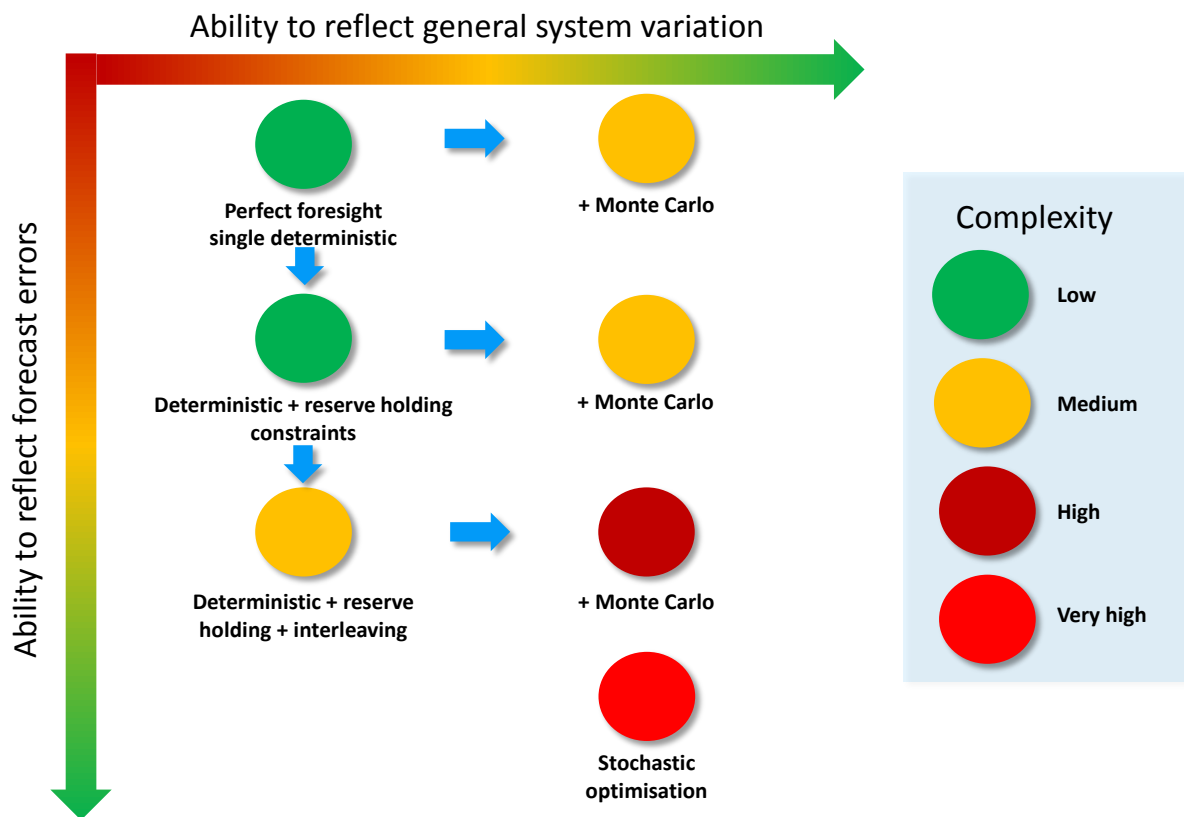 Ability to reflect general system variation
Ability to reflect forecast errors
Perfect foresight
single deterministic
+ Monte Carlo
Deterministic + reserve holding
constraints
+ Monte Carlo
Deterministic + reserve
holding + interleaving
+ Monte Carlo
Stochastic
optimisation
Complexity
Low
Medium
High
Very high